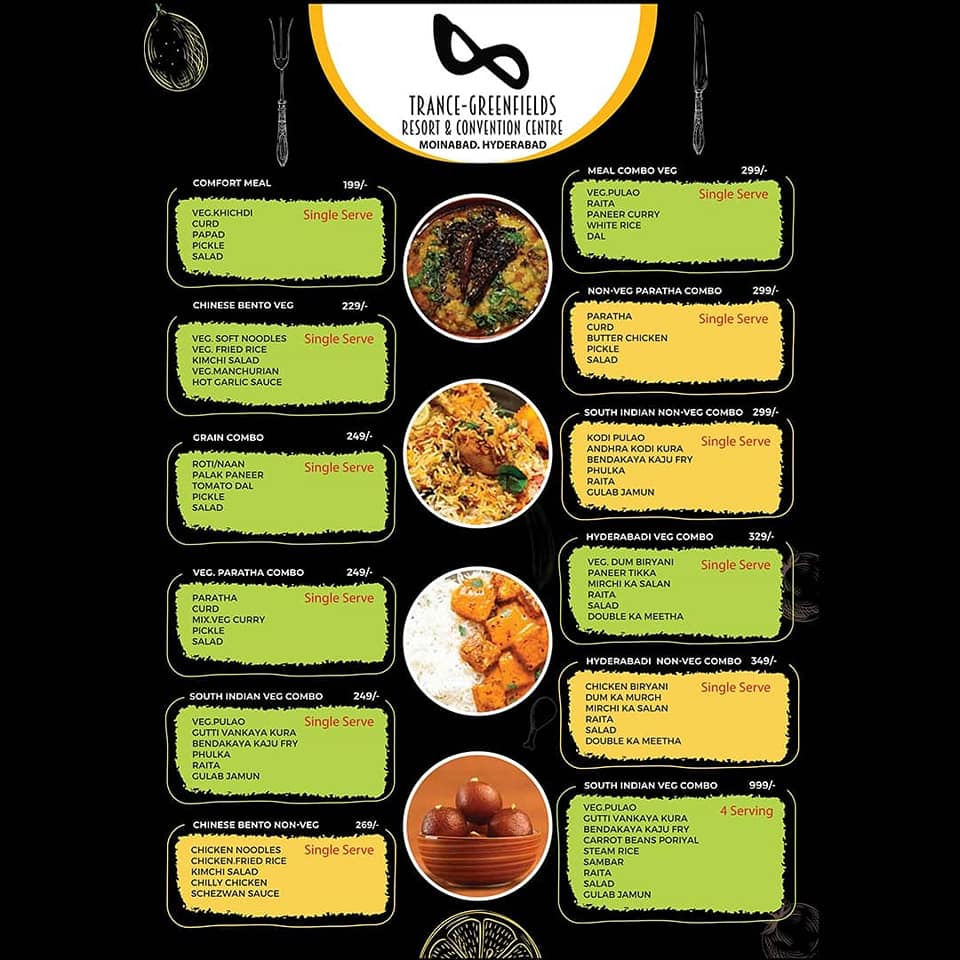 TRANCE-GREENFIELDS
RESORT & CONVENTION CENTRE
MOINABAD. HYDERABAD
COMFORT MEAL 199/-
VEG.KHICHDI Single Serve
CURD
PAPAD
PICKLE
SALAD
CHINESE BENTO VEG 229/-
VEG. SOFT NOODLES Single Serve
VEG. FRIED RICE
KIMCHI SALAD
VEG.MANCHURIAN
HOT GARLIC SAUCE
GRAIN COMBO 249/-
ROTI/NAAN Single Serve
PALAK PANEER
TOMATO DAL
PICKLE
SALAD
VEG. PARATHA COMBO 249/-
PARATHA Single Serve
CURD
MIX.VEG CURRY
PICKLE
SALAD
SOUTH INDIAN VEG COMBO 249/-
VEG.PULAO Single Serve
GUTTI VANKAYA KURA
BENDAKAYA KAJU FRY
PHULKA
RAITA
GULAB JAMUN
CHINESE BENTO NON-VEG 269/-
CHICKEN NOODLES Single Serve
CHICKEN.FRIED RICE
KIMCHI SALAD
CHILLY CHICKEN
SCHEZWAN SAUCE
MEAL COMBO VEG 299/-
VEG.PULAO Single Serve
RAITA
PANEER CURRY
WHITE RICE
DAL
NON-VEG PARATHA COMBO 299/-
PARATHA Single Serve
CURD
BUTTER CHICKEN
PICKLE
SALAD
SOUTH INDIAN NON-VEG COMBO 299/-
KODI PULAO Single Serve
ANDHRA KODI KURA
BENDAKAYA KAJU FRY
PHULKA
RAITA
GULAB JAMUN
HYDERABADI VEG COMBO 329/-
VEG. DUM BIRYANI Single Serve
PANEER TIKKA
MIRCHI KA SALAN
RAITA
SALAD
DOUBLE KA MEETHA
HYDERABADI NON-VEG COMBO 349/-
CHICKEN BIRYANI Single Serve
DUM KA MURGH
MIRCHI KA SALAN
RAITA
SALAD
DOUBLE KA MEETHA
SOUTH INDIAN VEG COMBO 999/-
VEG.PULAO 4 Serving
GUTTI VANKAYA KURA
BENDAKAYA KAJU FRY
CARROT BEANS PORIYAL
STEAM RICE
SAMBAR
RAITA
SALAD
GULAB JAMUN